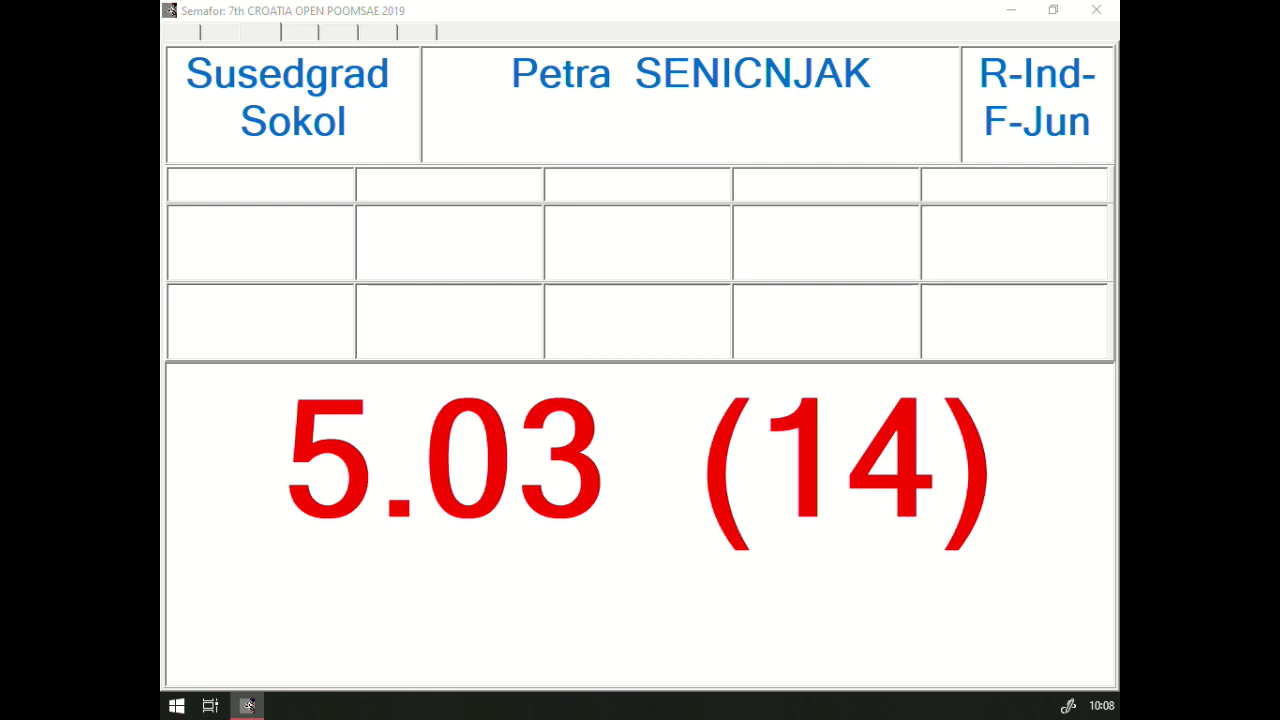 Semafor: 7th CROATIA OPEN POOMSAE 2019
Susedgrad
Sokol
Petra SENICNJAK
R-Ind-
F-Jun
5.03 (14)
10:08